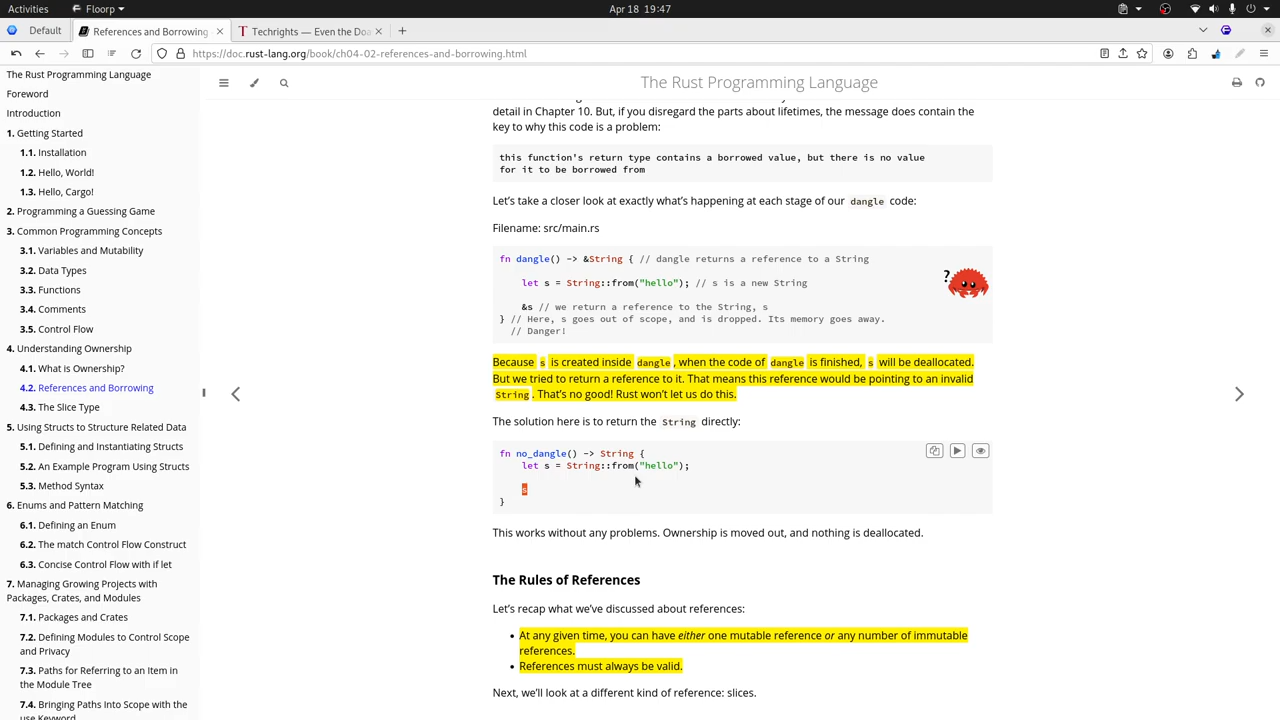 Activities
Floorp
Apr 18 19:47
Default
References and Borrowing
Techrights — Even the Doa
https://doc.rust-lang.org/book/ch04-02-references-and-borrowing.html
The Rust Programming Language
Foreword
Introduction
1. Getting Started
1.1. Installation
1.2. Hello, World!
1.3. Hello, Cargo!
2. Programming a Guessing Game
3. Common Programming Concepts
3.1. Variables and Mutability
3.2. Data Types
3.3. Functions
3.4. Comments
3.5. Control Flow
4. Understanding Ownership
4.1. What is Ownership?
4.2. References and Borrowing
4.3. The Slice Type
5. Using Structs to Structure Related Data
5.1. Defining and Instantiating Structs
5.2. An Example Program Using Structs
5.3. Method Syntax
6. Enums and Pattern Matching
6.1. Defining an Enum
6.2. The match Control Flow Construct
6.3. Concise Control Flow with if let
7. Managing Growing Projects with
Packages, Crates, and Modules
7.1. Packages and Crates
7.2. Defining Modules to Control Scope
and Privacy
7.3. Paths for Referring to an Item in
the Module Tree
7.4. Bringing Paths Into Scope with the
use Keyword
The Rust Programming Language
detail in Chapter 10. But, if you disregard the parts about lifetimes, the message does contain the
key to why this code is a problem:
this function's return type contains a borrowed value, but there is no value
for it to be borrowed from
Let’s take a closer look at exactly what’s happening at each stage of our dangle code:
Filename: src/main.rs
fn dangle() -> &String { // dangle returns a reference to a String
let s = String::from("hello"); // s is a new String
&s // we return a reference to the String, s
} // Here, s goes out of scope, and is dropped. Its memory goes away.
// Danger!
?
Because s is created inside dangle, when the code of dangle is finished, s will be deallocated.
But we tried to return a reference to it. That means this reference would be pointing to an invalid
String. That’s no good! Rust won’t let us do this.
The solution here is to return the String directly:
fn no_dangle() -> String {
let s = String::from("hello");
s
}
This works without any problems. Ownership is moved out, and nothing is deallocated.
The Rules of References
Let’s recap what we’ve discussed about references:
• At any given time, you can have either one mutable reference or any number of immutable
references.
• References must always be valid.
Next, we’ll look at a different kind of reference: slices.